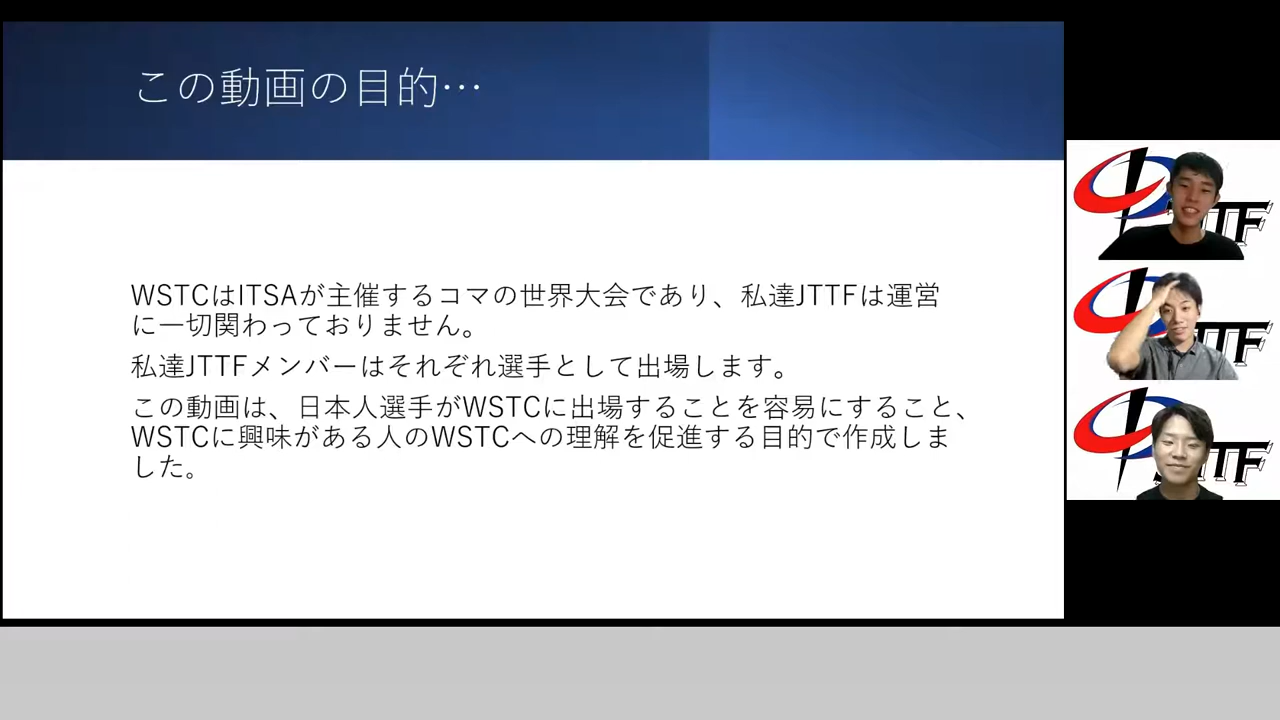 この動画の目的…
WSTCはITSAが主催するコマの世界大会であり、私達JTTFは運営
に一切関わっておりません。
私達JTTFメンバーはそれぞれ選手として出場します。
この動画は、日本人選手がWSTCに出場することを容易にすること、
WSTCに興味がある人のWSTCへの理解を促進する目的で作成しま
した。